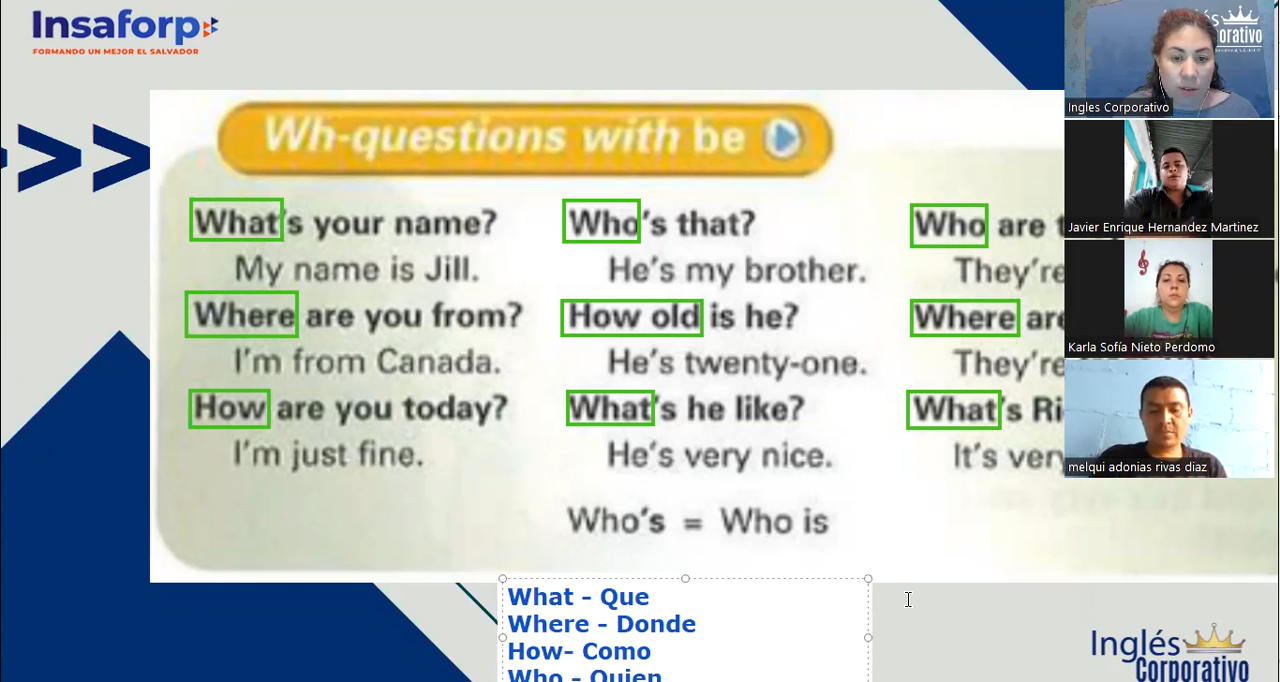 Insaforp
FORMANDO UN MEJOR EL SALVADOR
Wh-questions with be
What's your name?
My name is Jill.
Where are you from?
I'm from Canada.
How are you today?
I'm just fine.
Who's that?
He's my brother.
How old is he?
He's twenty-one.
What's he like?
He's very nice.
Who's = Who is
Who are
They're
Where are
They're
What's Ri
It's very
What - Que
Where - Donde
How- Como
Who - Quien
Ingles Corporativo
Javier Enrique Hernandez Martinez
Karla Sofía Nieto Perdomo
melqui adonias rivas diaz
Inglés
Corporativo